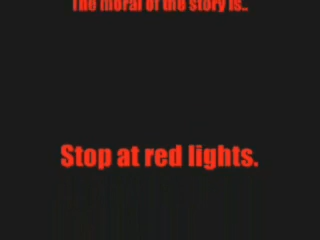 The moral of the story is..
Stop at red lights.